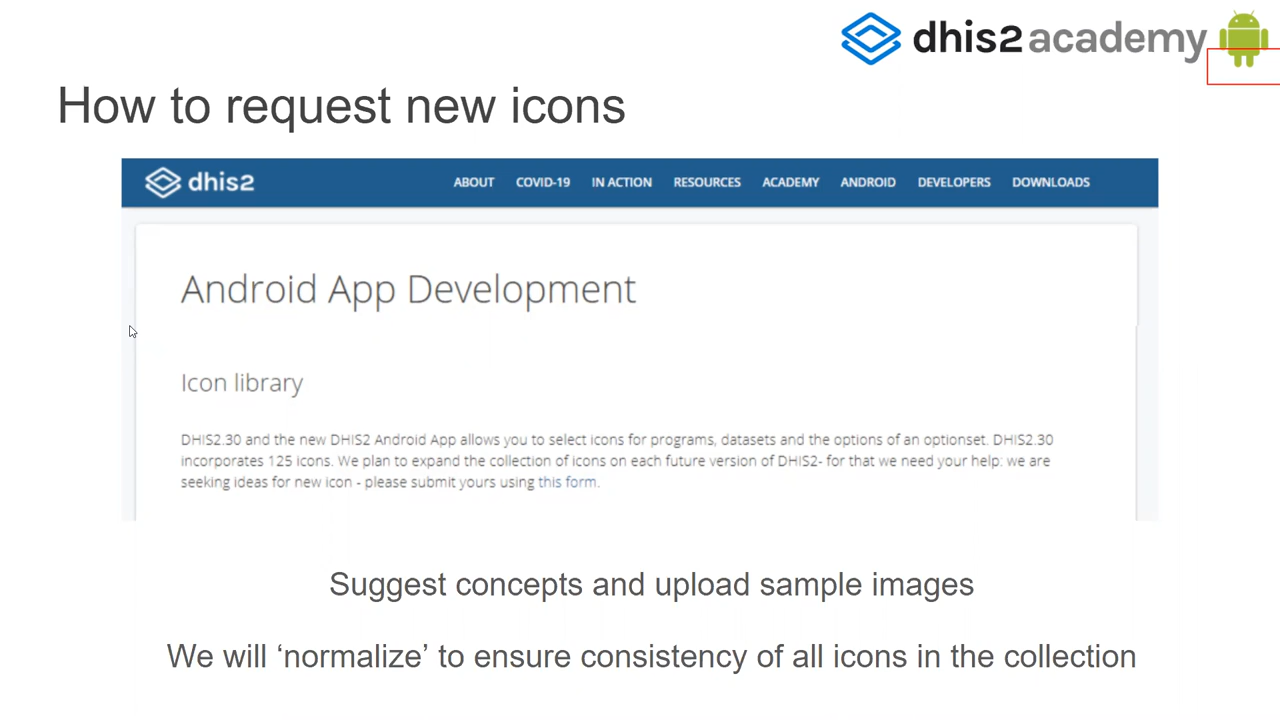 dhis2 academy
How to request new icons
dhis2 ABOUT COVID-19 IN ACTION RESOURCES ACADEMY ANDROID DEVELOPERS DOWNLOADS
Android App Development
Icon library
DHIS2.30 and the new DHIS2 Android App allows you to select icons for programs, datasets and the options of an optionset. DHIS2.30
incorporates 125 icons. We plan to expand the collection of icons on each future version of DHIS2- for that we need your help: we are
seeking ideas for new icon - please submit yours using this form.
Suggest concepts and upload sample images
We will ‘normalize’ to ensure consistency of all icons in the collection